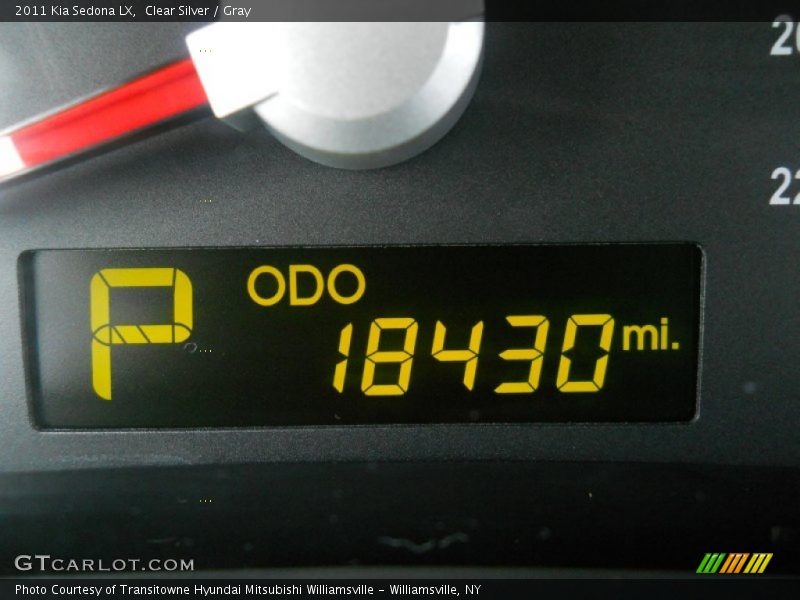 2011 Kia Sedona LX,  Clear Silver / Gray
20
22
P
ODO
18430 mi.
GTCARLOT.COM
Photo Courtesy of Transitowne Hyundai Mitsubishi Williamsville - Williamsville, NY